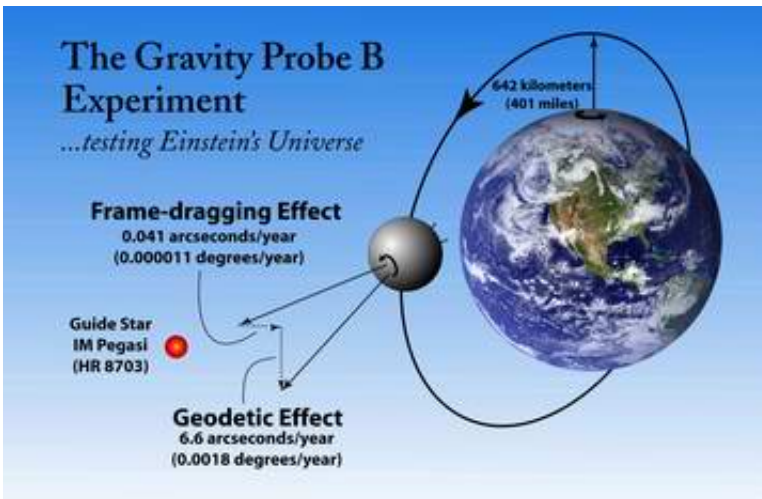 The Gravity Probe B
Experiment
...testing Einstein's Universe
642 kilometers
(401 miles)
Frame-dragging Effect
0.041 arcseconds/year
(0.000011 degrees/year)
Guide Star
IM Pegasi
(HR 8703)
Geodetic Effect
6.6 arcseconds/year
(0.0018 degrees/year)